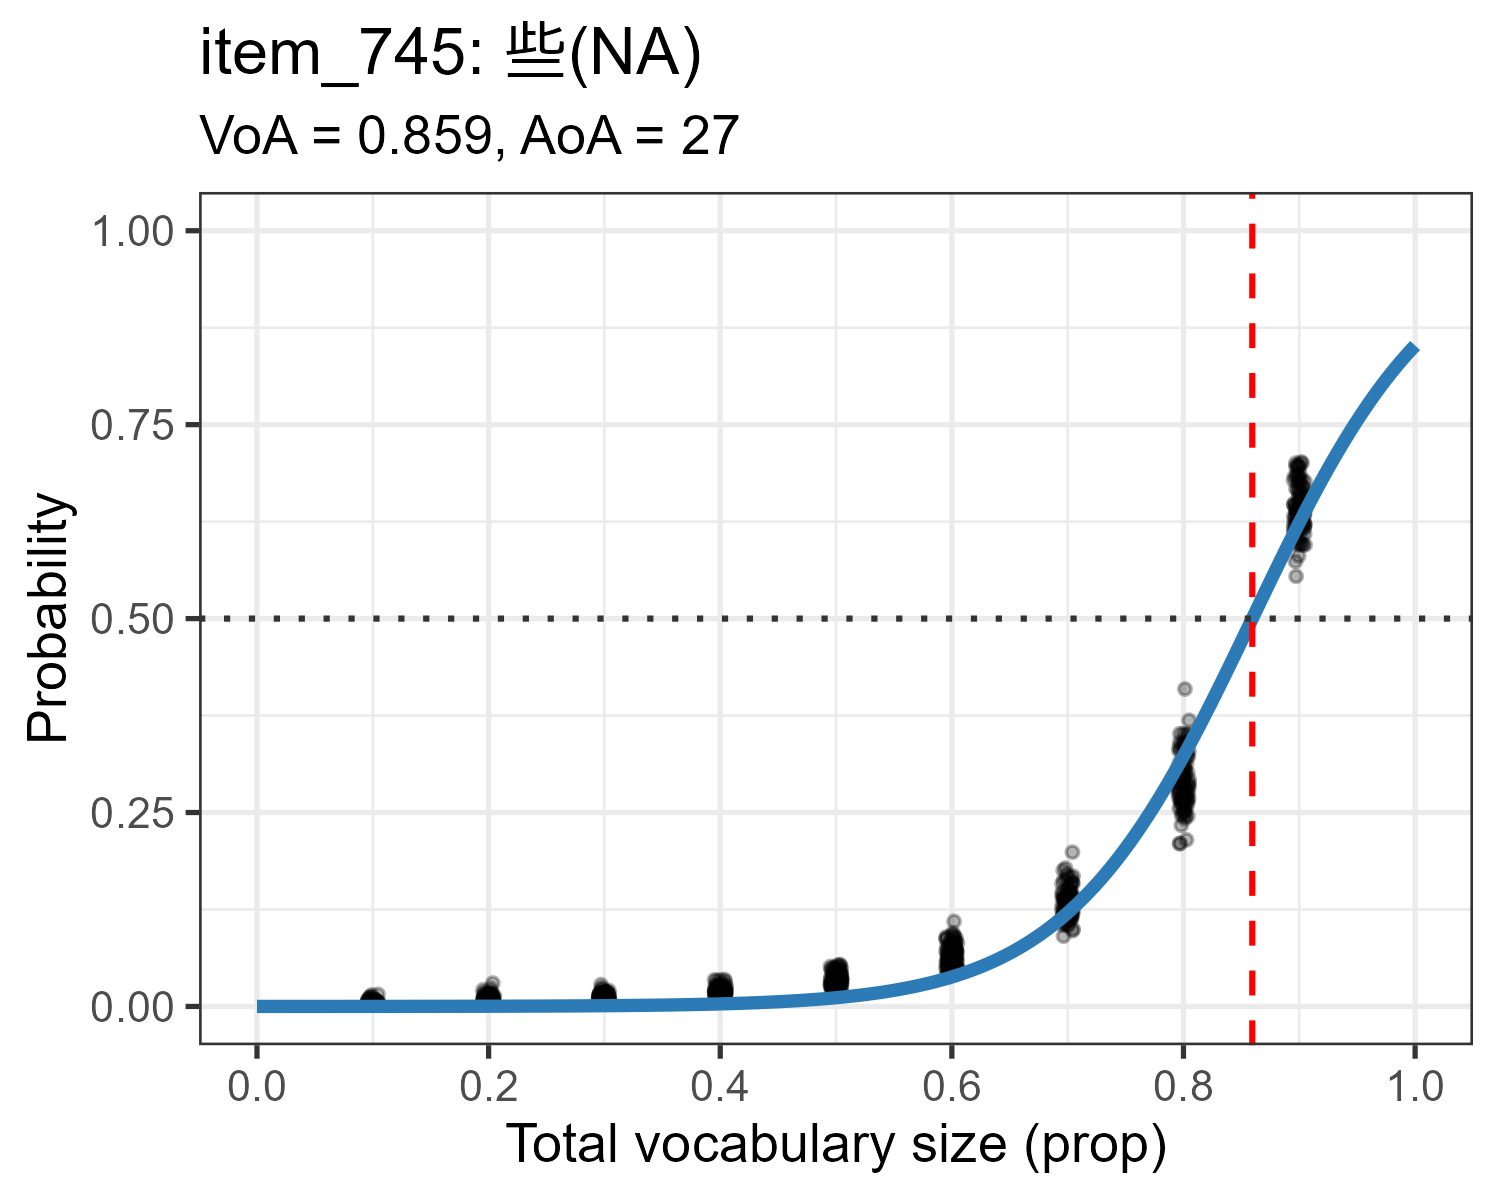 item_745: 些(NA)
VoA = 0.859, AoA = 27
1.00
0.75
0.50
0.25
0.00
Probability
0.0 0.2 0.4 0.6 0.8 1.0
Total vocabulary size (prop)